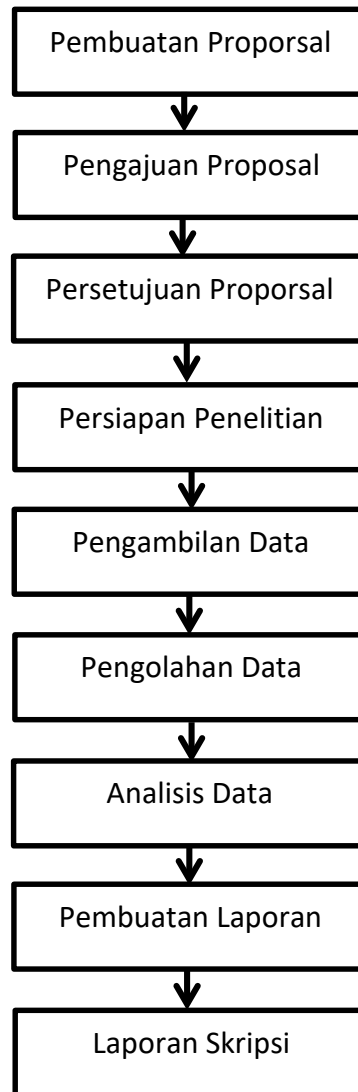 Pembuatan Proporsal
Pengajuan Proposal
Persetujuan Proporsal
Persiapan Penelitian
Pengambilan Data
Pengolahan Data
Analisis Data
Pembuatan Laporan
Laporan Skripsi